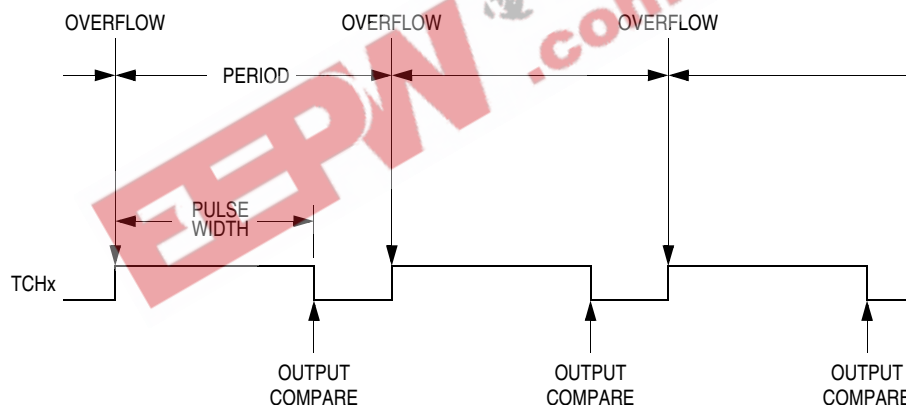 OVERFLOW OVERFLOW OVERFLOW
PERIOD
PULSE
WIDTH
TCHx
OUTPUT OUTPUT OUTPUT
COMPARE COMPARE COMPARE
EEPW .com